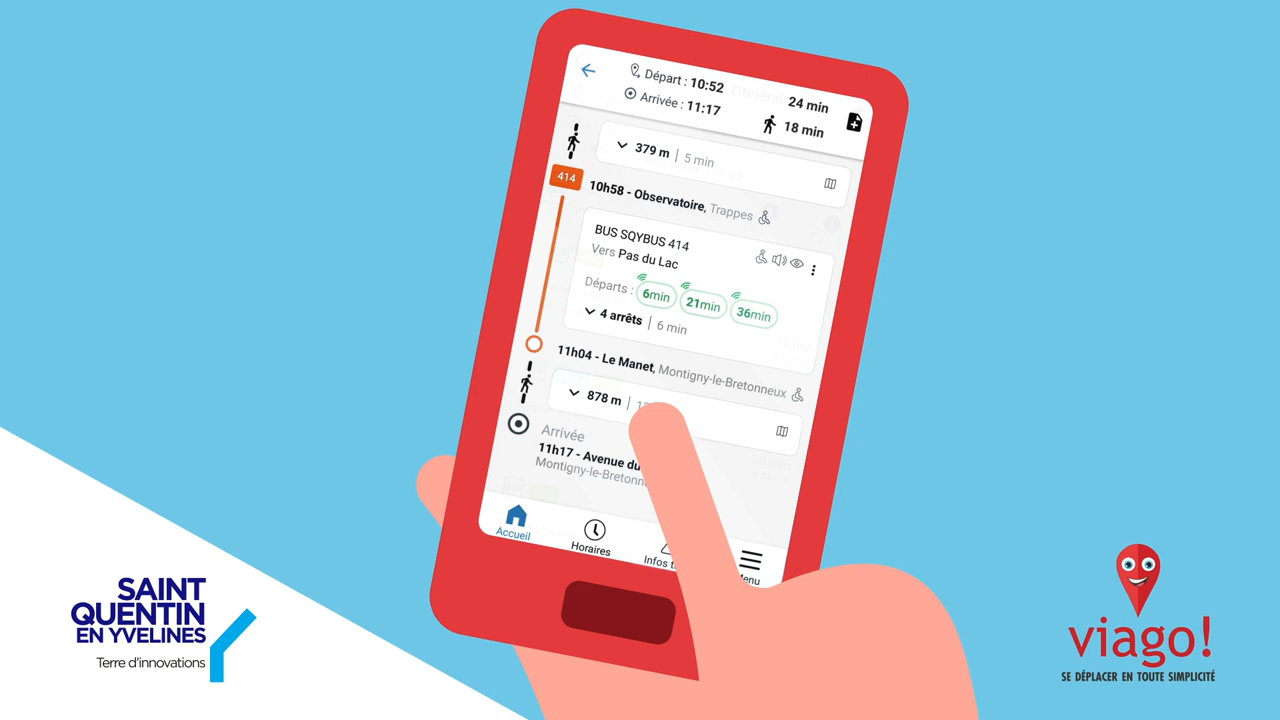 Départ : 10:52
24 min
Arrivée : 11:17
18 min
379 m | 5 min
414
10h58 - Observatoire, Trappes
BUS SQYBUS 414
Vers Pas du Lac
Départs : 6min 21min 36min
4 arrêts | 6 min
11h04 - Le Manet, Montigny-le-Bretonneux
878 m |
Arrivée
11h17 - Avenue du
Montigny-le-Bretonn
Accueil
Horaires
Infos
Menu
SAINT
QUENTIN
EN YVELINES
Terre d'innovations
viago!
SE DÉPLACER EN TOUTE SIMPLICITÉ